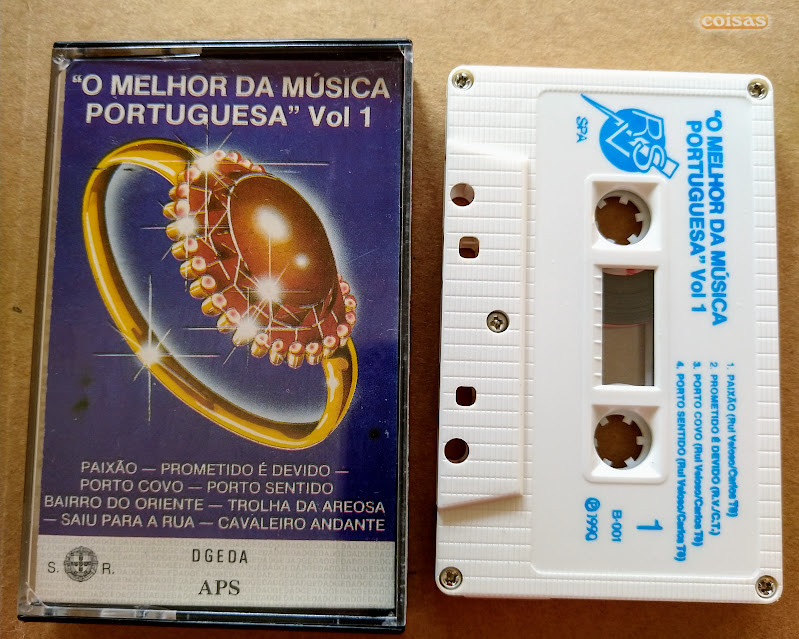 coisas
"O MELHOR DA MÚSICA
PORTUGUESA" Vol 1
PAIXÃO — PROMETIDO É DEVIDO —
PORTO COVO — PORTO SENTIDO
BAIRRO DO ORIENTE — TROLHA DA AREOSA
— SAIU PARA A RUA — CAVALEIRO ANDANTE
S. R.
DGEDA
APS
SPA
"O MELHOR DA MÚSICA
PORTUGUESA" Vol 1
1. PAIXÃO (Rui Veloso/Carlos Tê)
2. PROMETIDO É DEVIDO (R.V./C.T.)
3. PORTO COVO (Rui Veloso/Carlos Tê)
4. PORTO SENTIDO (Rui Veloso/Carlos Tê)
1
B-001
℗ 1990